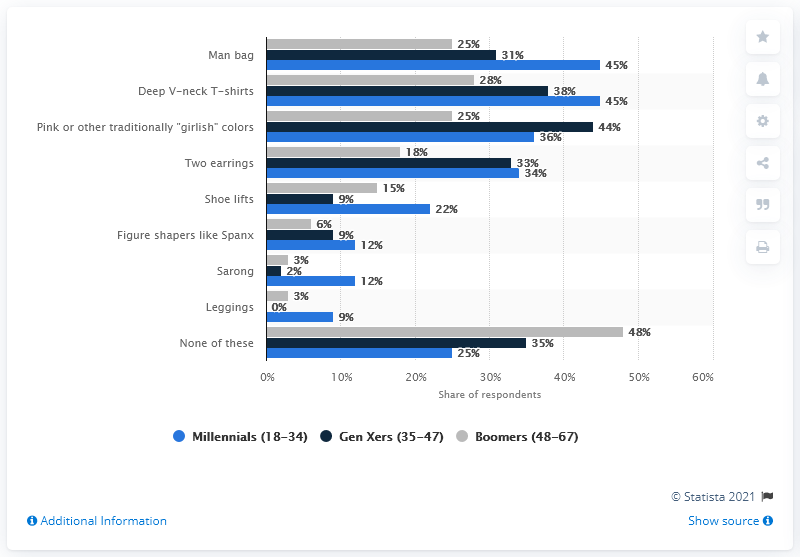 Man bag
25%
31%
45%
Deep V-neck T-shirts
28%
38%
45%
Pink or other traditionally "girlish" colors
25%
44%
36%
Two earrings
18%
33%
34%
Shoe lifts
15%
9%
22%
Figure shapers like Spanx
6%
9%
12%
Sarong
3%
2%
12%
Leggings
3%
0%
9%
None of these
48%
35%
25%
0% 10% 20% 30% 40% 50% 60%
Share of respondents
Millennials (18-34) Gen Xers (35-47) Boomers (48-67)
© Statista 2021
Additional Information
Show source